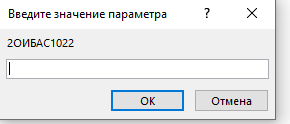 Введите значение параметра
? ×
2ОИБАС1022
ОК
Отмена